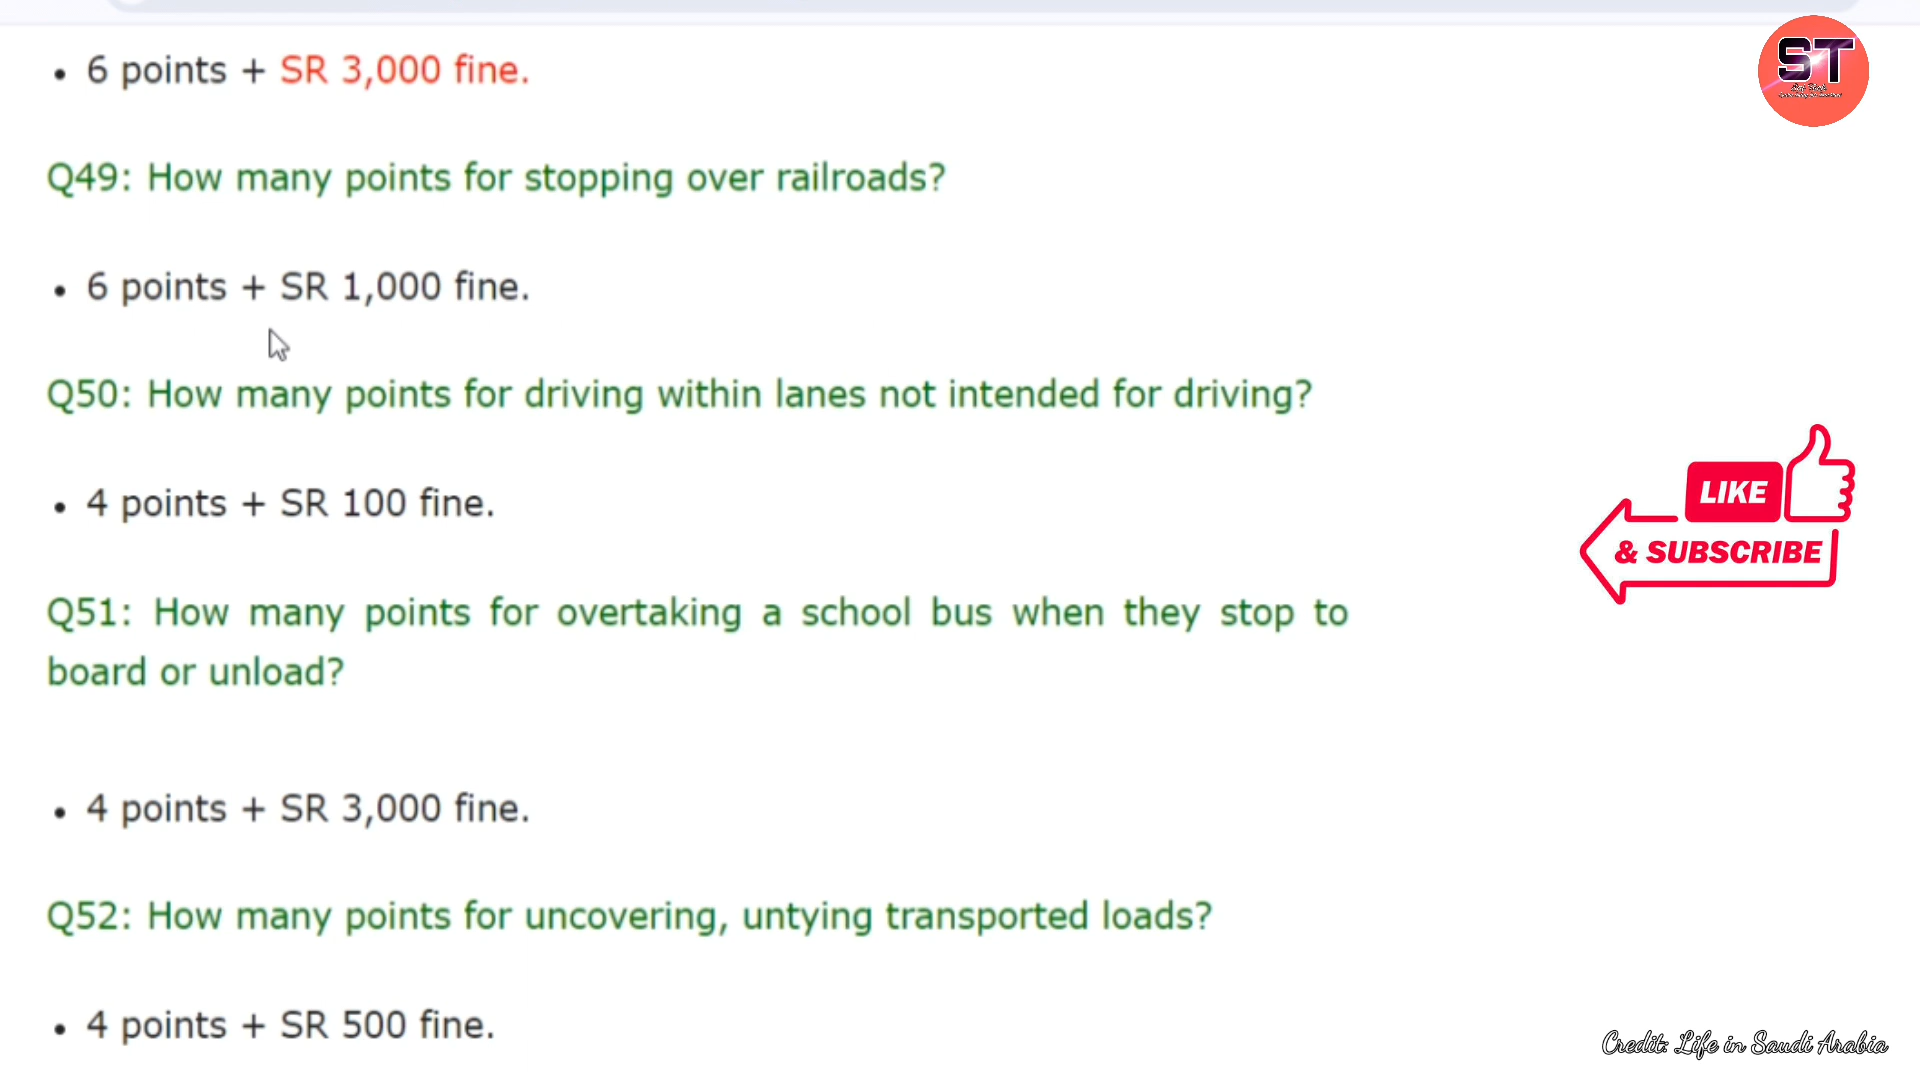 6 points + SR 3,000 fine.
ST
Q49: How many points for stopping over railroads?
6 points + SR 1,000 fine.
Q50: How many points for driving within lanes not intended for driving?
LIKE
& SUBSCRIBE
4 points + SR 100 fine.
Q51: How many points for overtaking a school bus when they stop to
board or unload?
4 points + SR 3,000 fine.
Q52: How many points for uncovering, untying transported loads?
4 points + SR 500 fine.
Credit: Life in Saudi Arabia